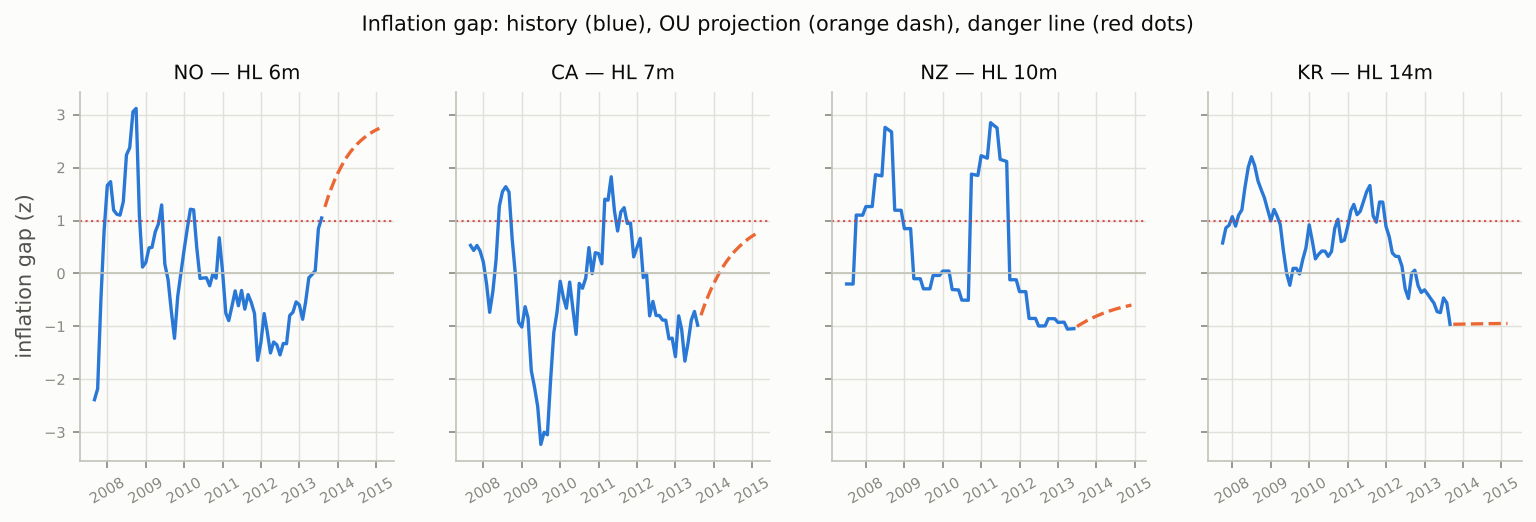 Inflation gap: history (blue), OU projection (orange dash), danger line (red dots)
NO — HL 6m
CA — HL 7m
NZ — HL 10m
KR — HL 14m
inflation gap (z)
3
2
1
0
−1
−2
−3
2008 2009 2010 2011 2012 2013 2014 2015
2008 2009 2010 2011 2012 2013 2014 2015
2008 2009 2010 2011 2012 2013 2014 2015
2008 2009 2010 2011 2012 2013 2014 2015